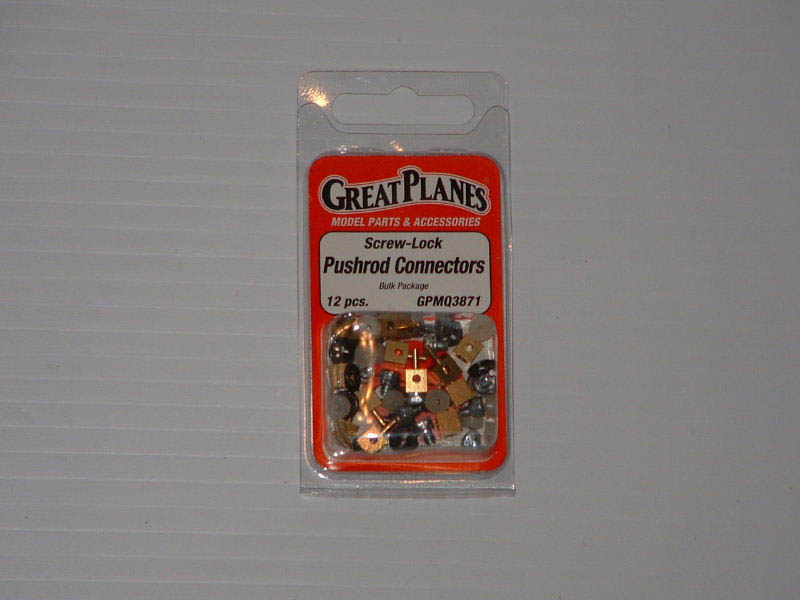 GREATPLANES
MODEL PARTS & ACCESSORIES
Screw-Lock
Pushrod Connectors
Bulk Package
12 pcs. GPMQ3871